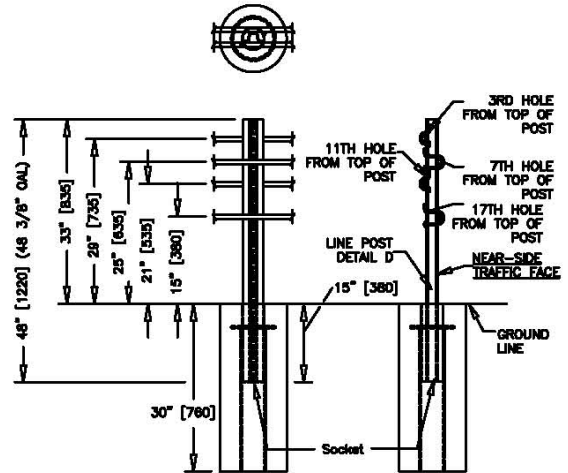 3RD HOLE
FROM TOP OF
POST
11TH HOLE
FROM TOP OF
POST
7TH HOLE
FROM TOP OF
POST
17TH HOLE
FROM TOP OF
POST
48" [1220] (48 3/8" OAL)
33" [835]
29" [735]
25" [635]
21" [535]
15" [380]
LINE POST
DETAIL D
NEAR-SIDE
TRAFFIC FACE
15" [380]
GROUND
LINE
30" [760]
Socket